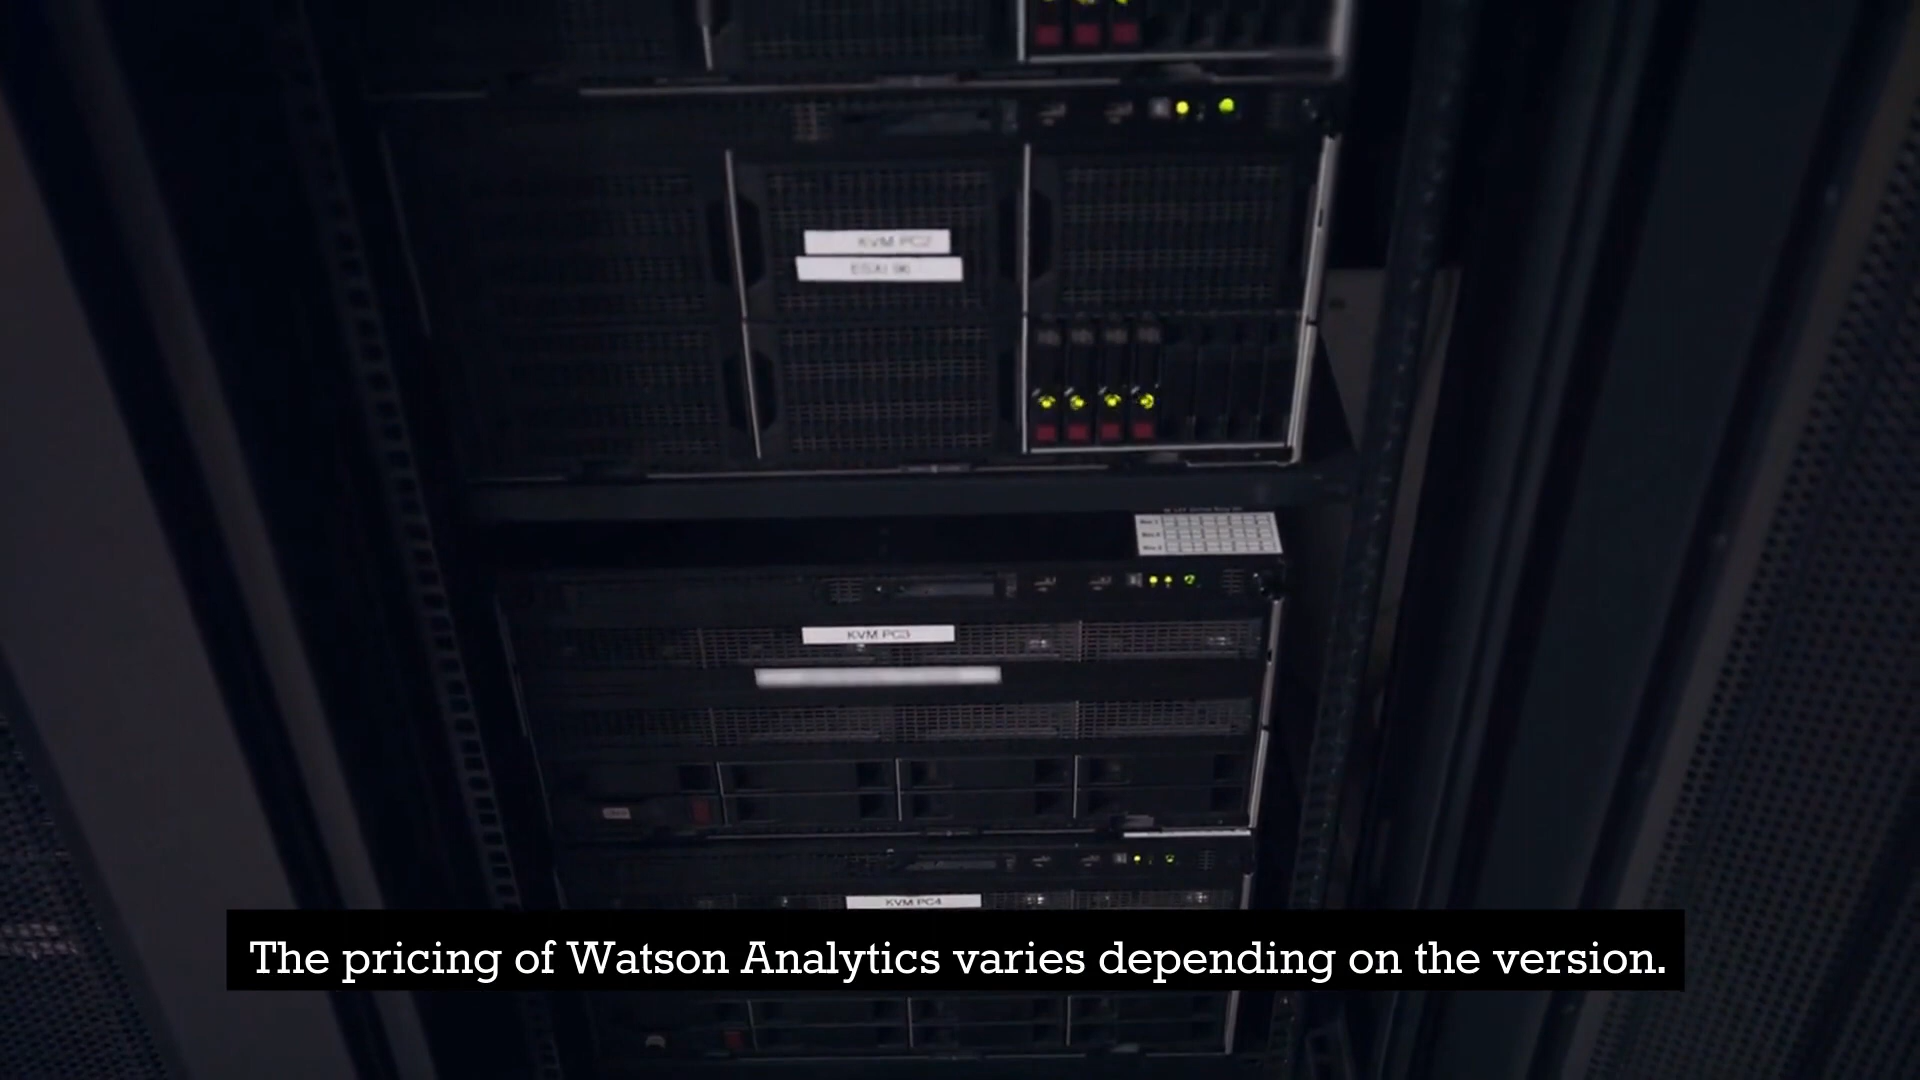 KVM PC2
KVM PC3
KVM PC4
The pricing of Watson Analytics varies depending on the version.